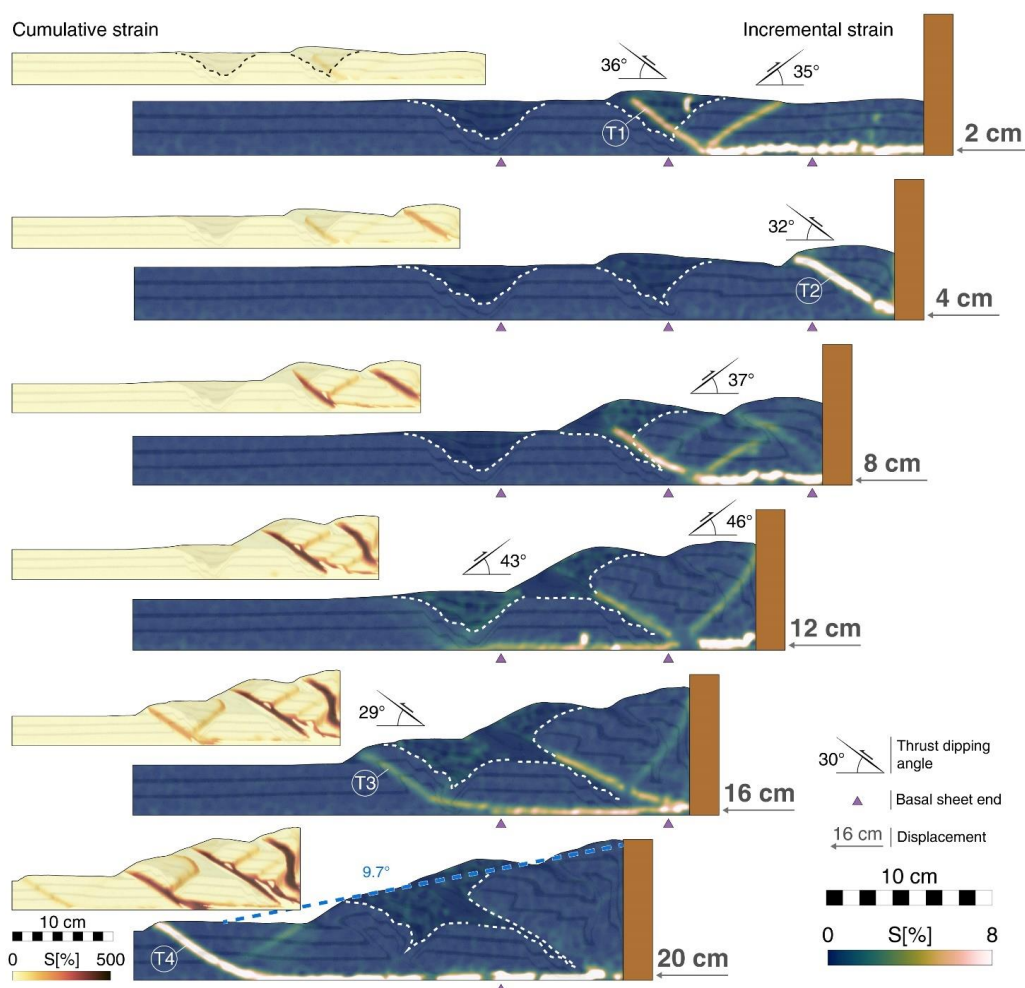 Cumulative strain
Incremental strain
36°
35°
T1
2 cm
32°
T2
4 cm
37°
8 cm
46°
43°
12 cm
29°
T3
16 cm
30°
Thrust dipping
angle
Basal sheet end
16 cm
Displacement
9.7°
10 cm
10 cm
0 S[%] 500
T4
20 cm
0 S[%] 8